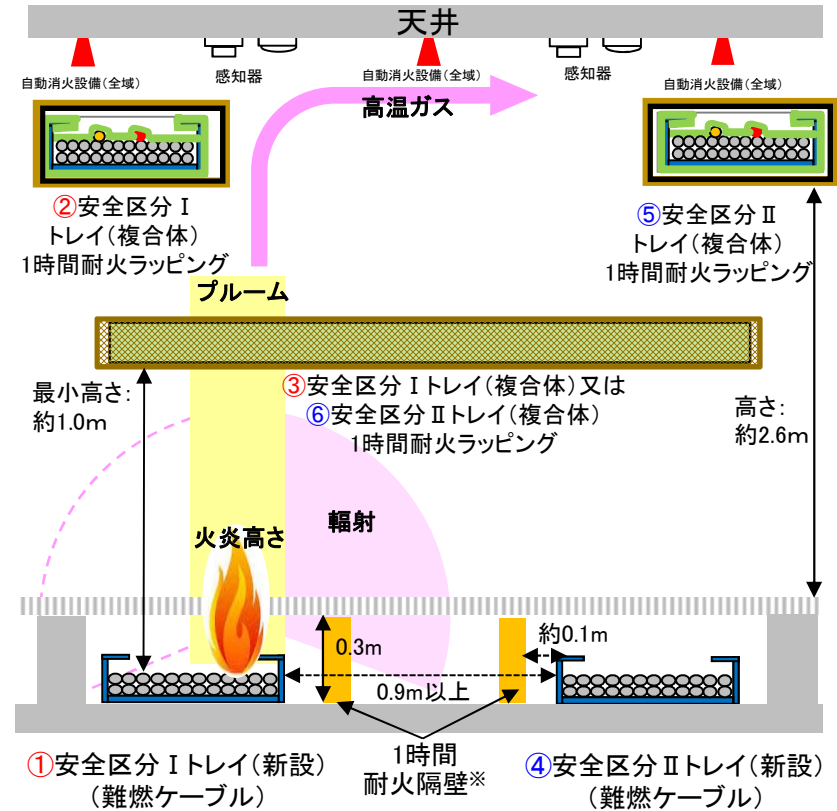 天井
自動消火設備(全域)
感知器
自動消火設備(全域)
感知器
自動消火設備(全域)
高温ガス
②安全区分Ⅰ
トレイ(複合体)
1時間耐火ラッピング
⑤安全区分Ⅱ
トレイ(複合体)
1時間耐火ラッピング
プルーム
③安全区分Ⅰトレイ(複合体)又は
⑥安全区分Ⅱトレイ(複合体)
1時間耐火ラッピング
最小高さ:
約1.0m
高さ:
約2.6m
輻射
火炎高さ
0.3m
約0.1m
0.9m以上
①安全区分Ⅰトレイ(新設)
(難燃ケーブル)
1時間
耐火隔壁※
④安全区分Ⅱトレイ(新設)
(難燃ケーブル)